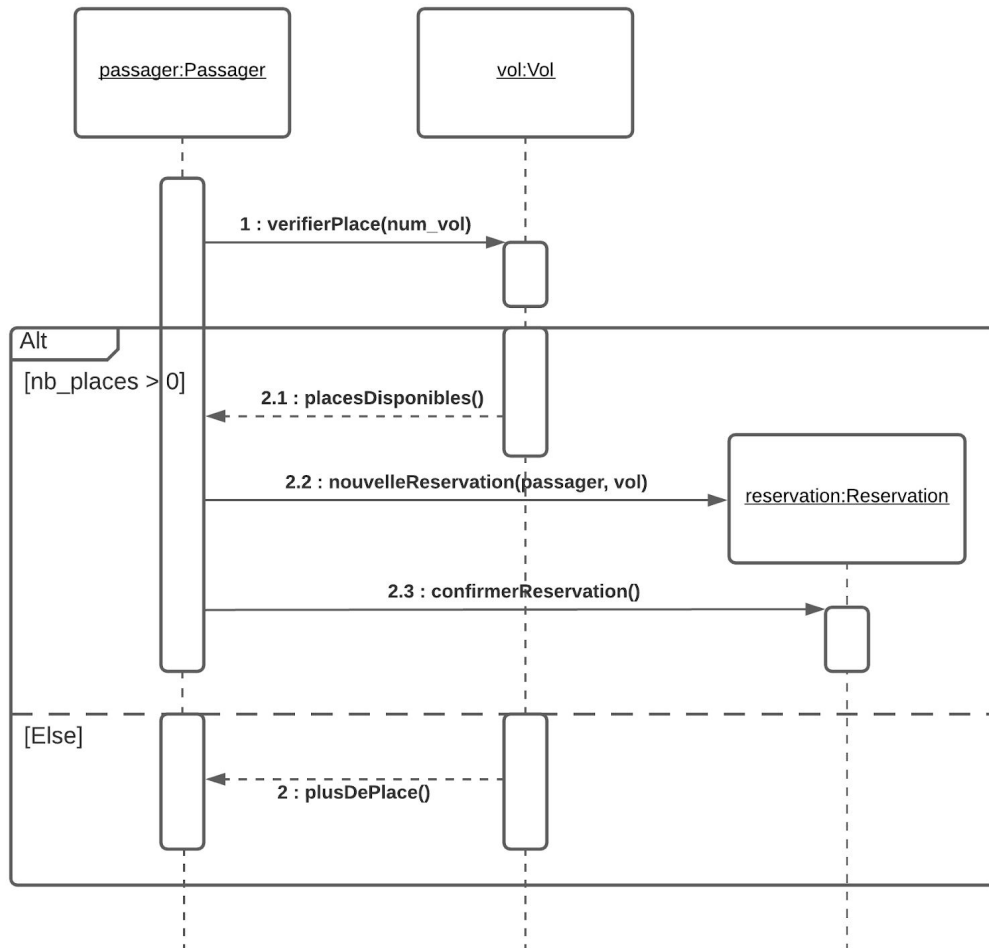 passager:Passager
vol:Vol
1 : verifierPlace(num_vol)
Alt
[nb_places > 0]
2.1 : placesDisponibles()
2.2 : nouvelleReservation(passager, vol)
reservation:Reservation
2.3 : confirmerReservation()
[Else]
2 : plusDePlace()